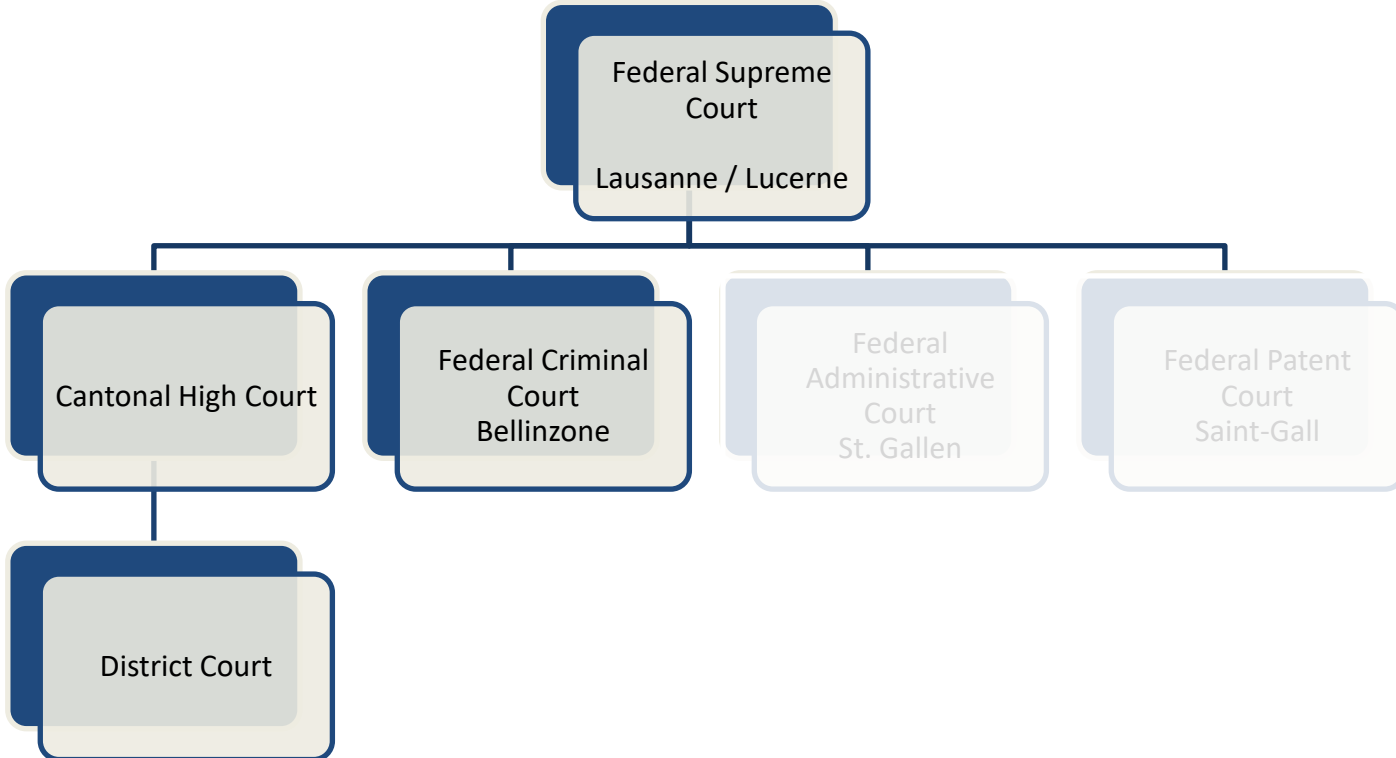 Federal Supreme
Court
Lausanne / Lucerne
Cantonal High Court
Federal Criminal
Court
Bellinzone
Federal
Administrative
Court
St. Gallen
Federal Patent
Court
Saint-Gall
District Court